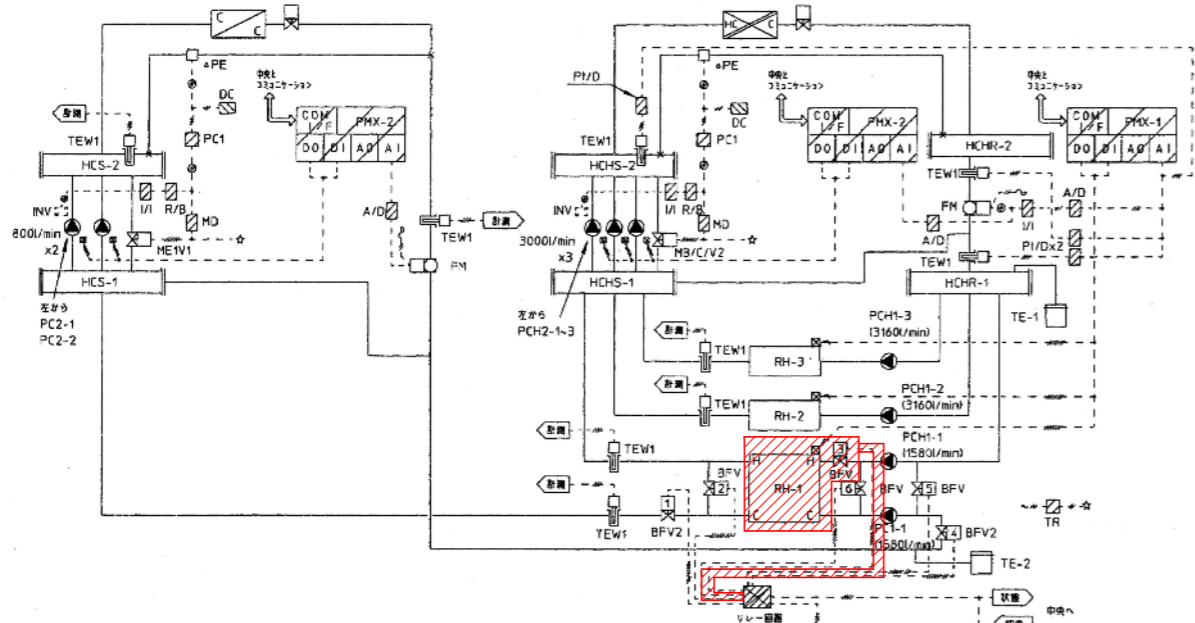 C
C
HC
C
ΔPE
DC
PC1
MD
計測
TEW1
中央と
コミュニケーション
COM
I/F
PMX-2
DO
DI
AO
AI
HCS-2
INV
I/I
R/B
A/D
800l/min
x2
ME1V1
TEW1
計測
FM
HCS-1
左から
PC2-1
PC2-2
PI/D
ΔPE
DC
PC1
MD
中央と
コミュニケーション
COM
I/F
PMX-2
DO
DI
AO
AI
中央と
コミュニケーション
COM
I/F
PMX-1
DO
DI
AO
AI
TEW1
HCHS-2
HCHR-2
TEW1
INV
I/I
R/B
FM
A/D
I/I
A/D
3000l/min
x3
MB/C/V2
PI/Dx2
TEW1
HCHS-1
HCHR-1
TE-1
左から
PCH2-1~3
PCH1-3
(3160l/min)
計測
TEW1
RH-3
PCH1-2
(3160l/min)
計測
TEW1
RH-2
PCH1-1
(1580l/min)
計測
TEW1
H
H
3
BFV
BFV
2
RH-1
6
BFV
5
BFV
計測
TEW1
1
BFV2
C
C
PC1-1
(1580l/min)
4
BFV2
TR
TE-2
リレー回路
状態
中央へ